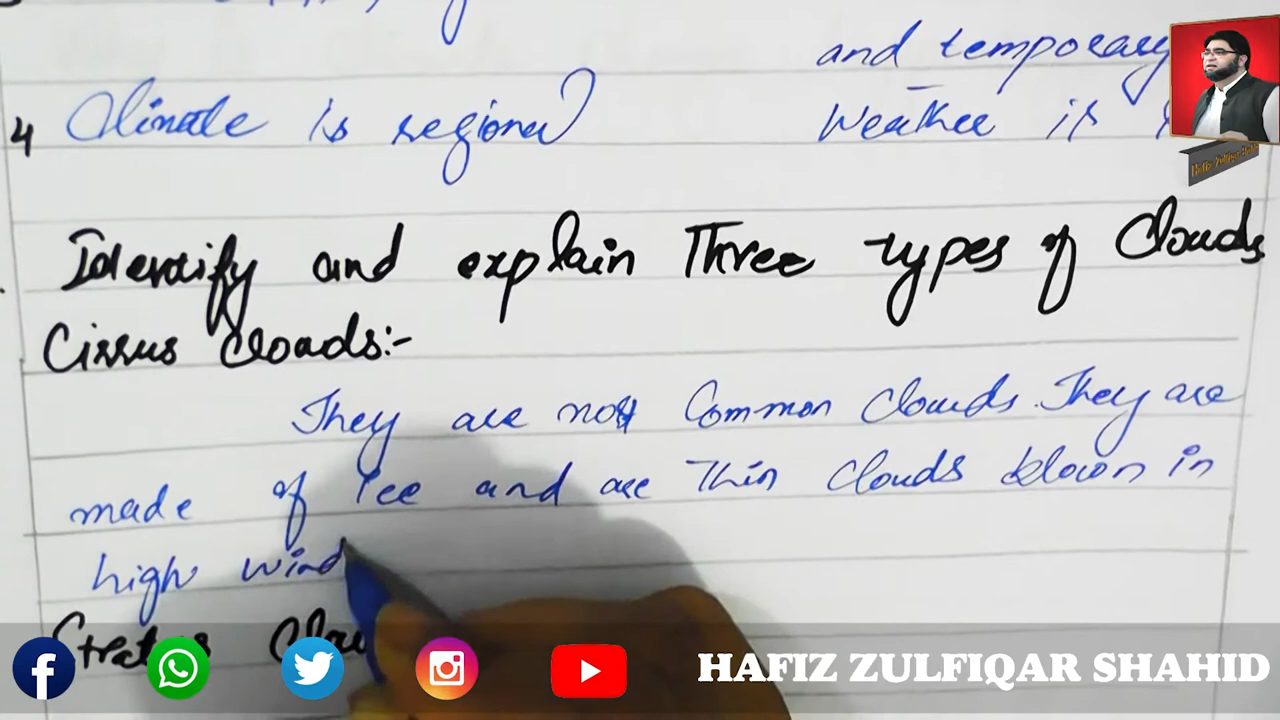 and temporary
4 Climate is regional Weather is
Identify and explain Three types of Clouds
Cirrus Clouds:-
They are not Common Clouds. They are
made of Ice and are Thin Clouds blown in
high wind
HAFIZ ZULFIQAR SHAHID